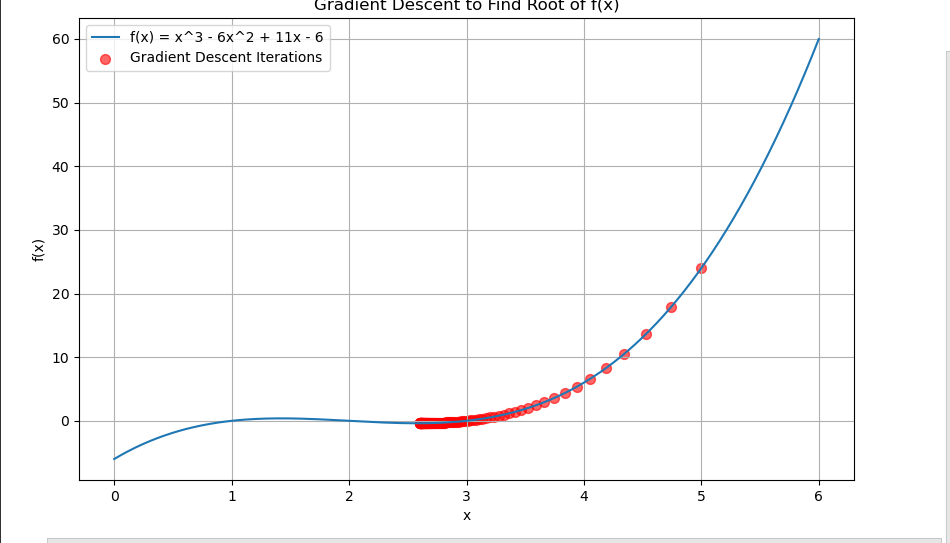 Gradient Descent to Find Root of f(x)
f(x) = x^3 - 6x^2 + 11x - 6
Gradient Descent Iterations
60
50
40
30
20
10
0
f(x)
0 1 2 3 4 5 6
x